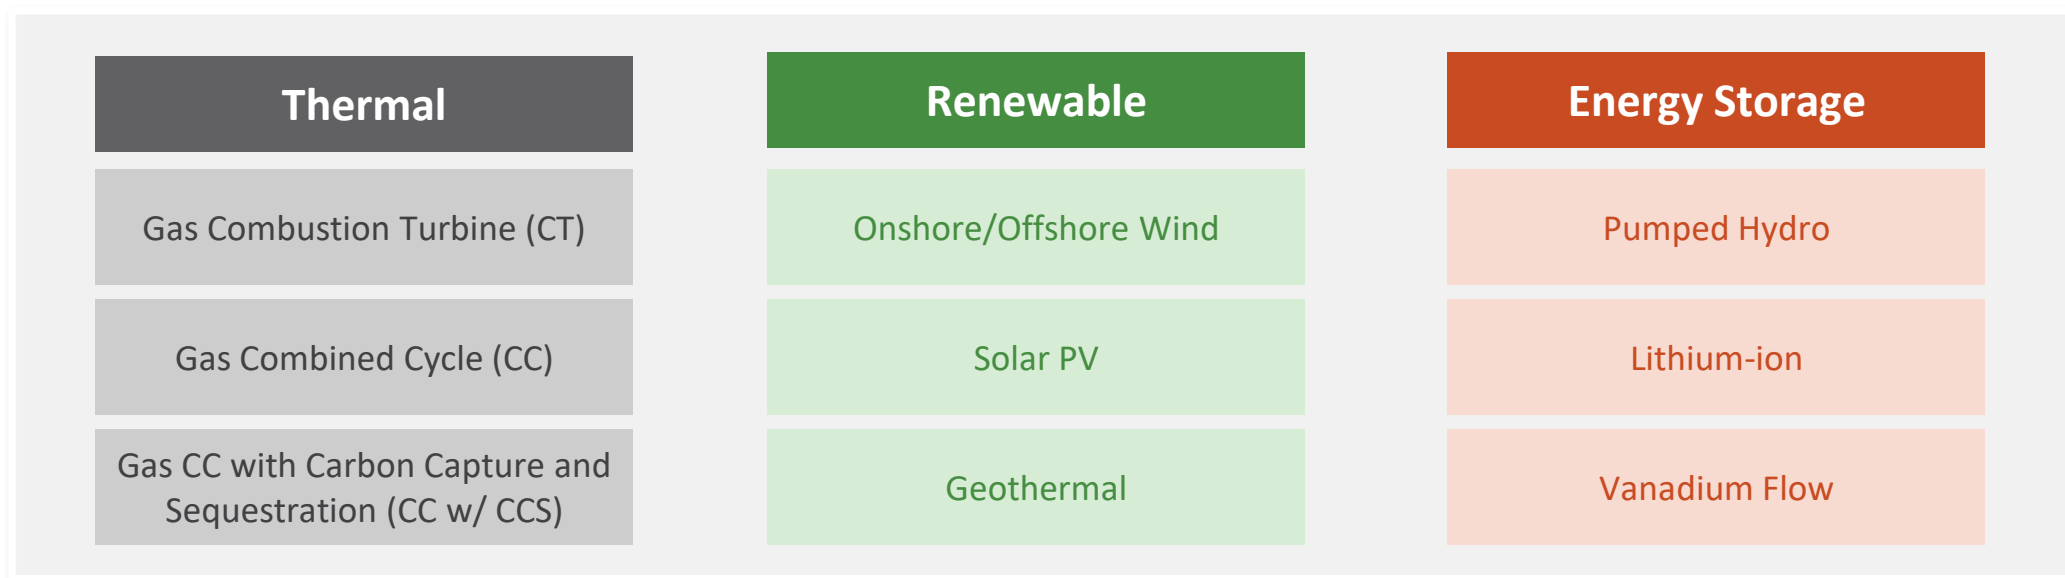 Thermal
Gas Combustion Turbine (CT)
Gas Combined Cycle (CC)
Gas CC with Carbon Capture and
Sequestration (CC w/ CCS)
Renewable
Onshore/Offshore Wind
Solar PV
Geothermal
Energy Storage
Pumped Hydro
Lithium-ion
Vanadium Flow